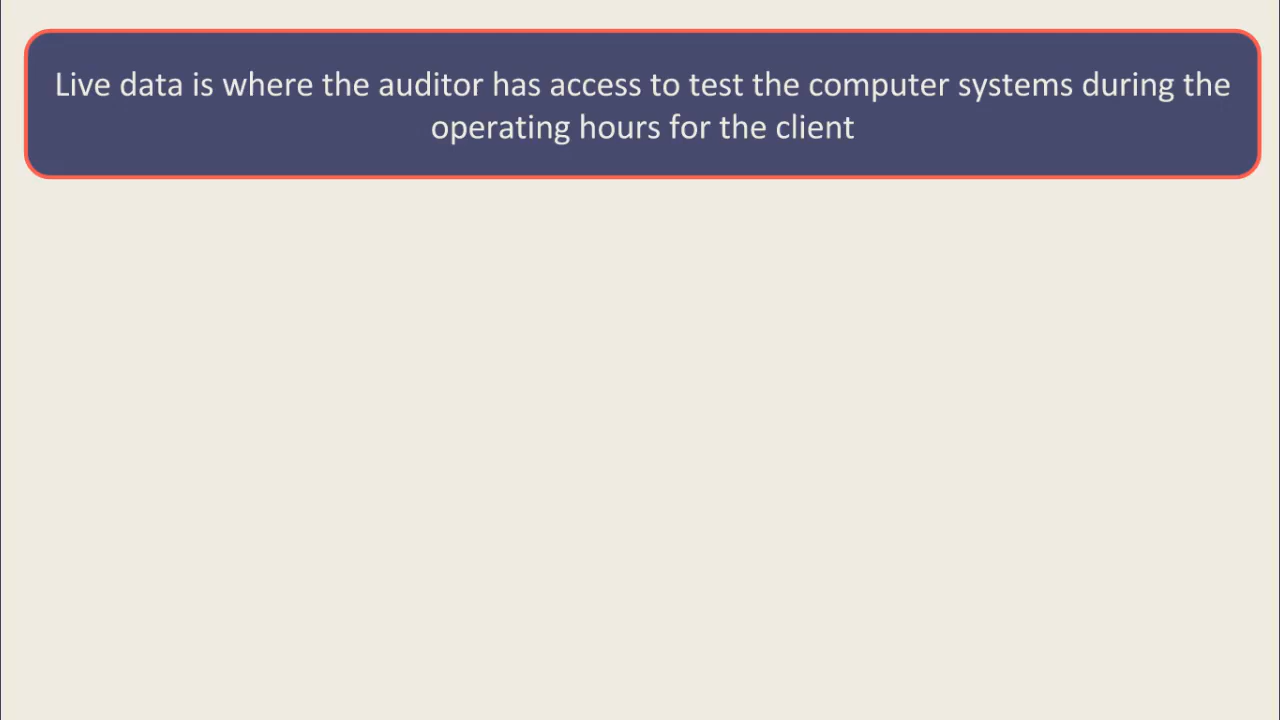 Live data is where the auditor has access to test the computer systems during the
operating hours for the client